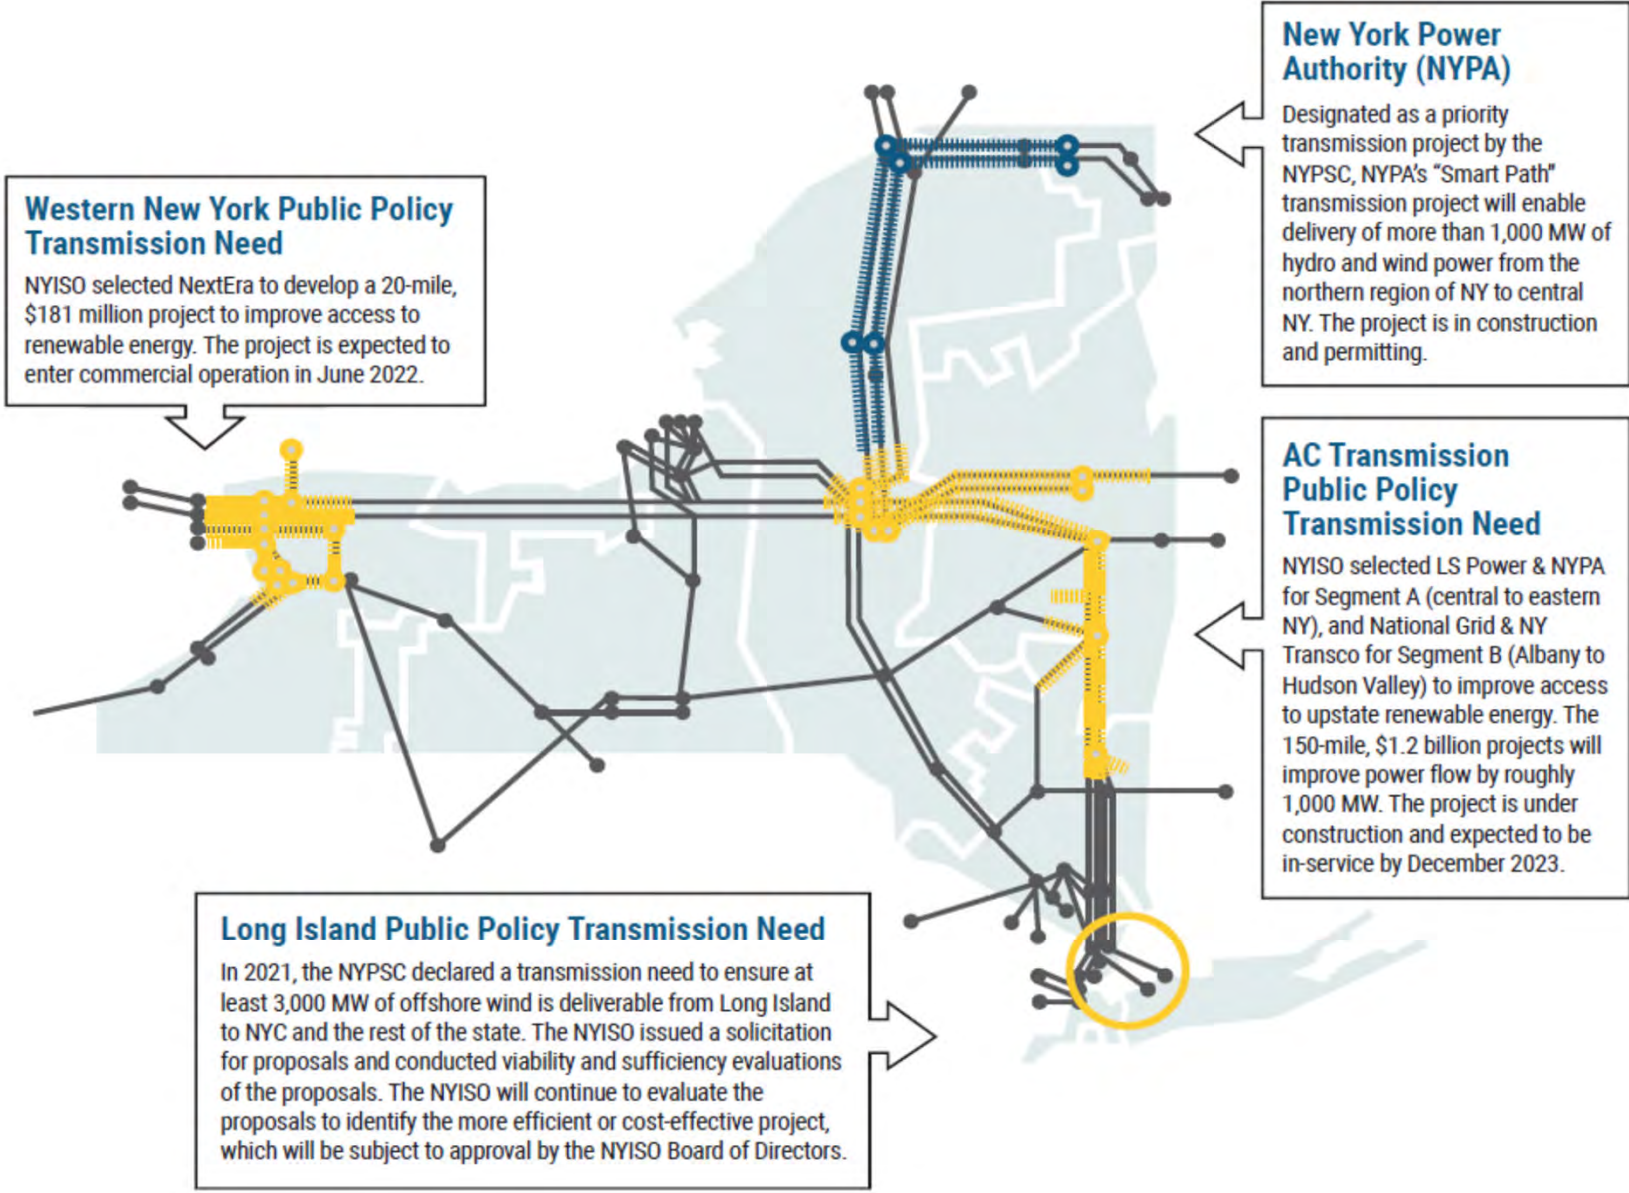 New York Power
Authority (NYPA)
Designated as a priority
transmission project by the
NYPSC, NYPA's “Smart Path”
transmission project will enable
delivery of more than 1,000 MW of
hydro and wind power from the
northern region of NY to central
NY. The project is in construction
and permitting.
Western New York Public Policy
Transmission Need
NYISO selected NextEra to develop a 20-mile,
$181 million project to improve access to
renewable energy. The project is expected to
enter commercial operation in June 2022.
AC Transmission
Public Policy
Transmission Need
NYISO selected LS Power & NYPA
for Segment A (central to eastern
NY), and National Grid & NY
Transco for Segment B (Albany to
Hudson Valley) to improve access
to upstate renewable energy. The
150-mile, $1.2 billion projects will
improve power flow by roughly
1,000 MW. The project is under
construction and expected to be
in-service by December 2023.
Long Island Public Policy Transmission Need
In 2021, the NYPSC declared a transmission need to ensure at
least 3,000 MW of offshore wind is deliverable from Long Island
to NYC and the rest of the state. The NYISO issued a solicitation
for proposals and conducted viability and sufficiency evaluations
of the proposals. The NYISO will continue to evaluate the
proposals to identify the more efficient or cost-effective project,
which will be subject to approval by the NYISO Board of Directors.